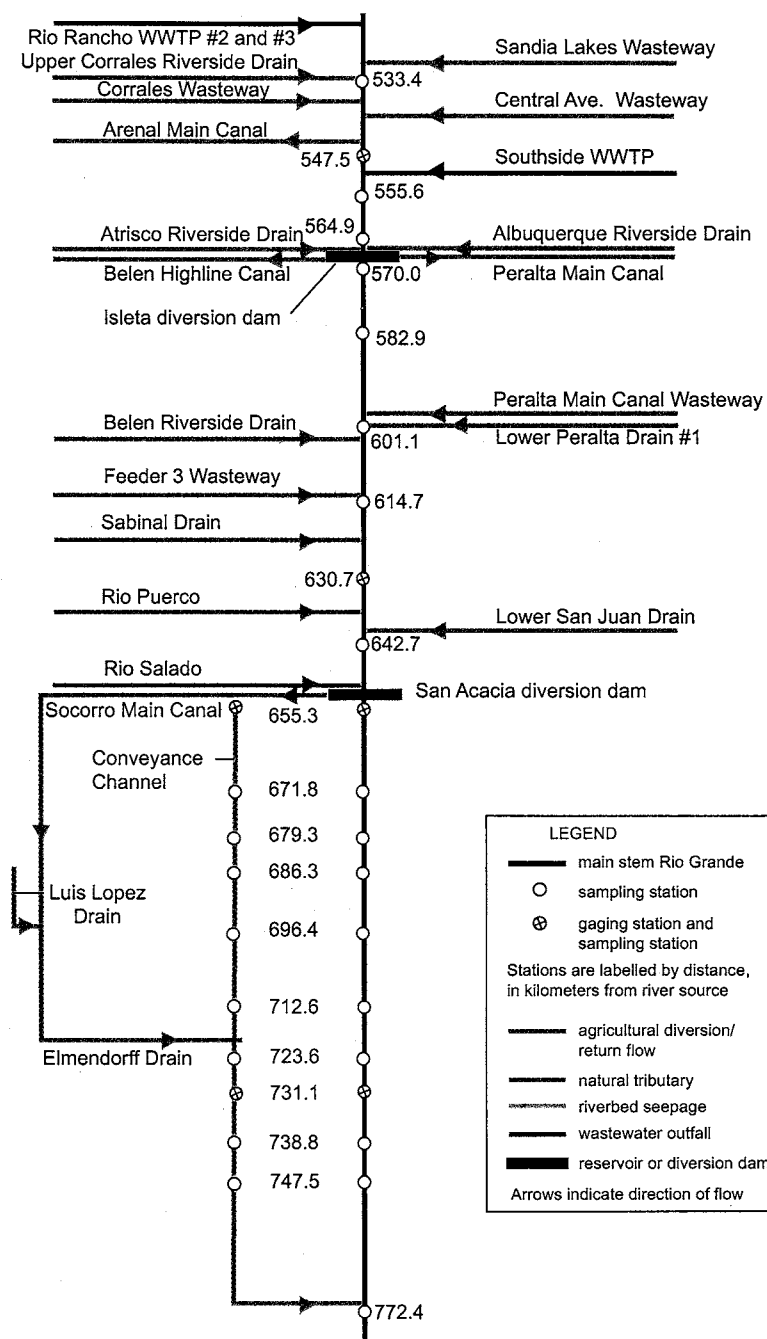 Rio Rancho WWTP #2 and #3
Sandia Lakes Wasteway
Upper Corrales Riverside Drain
533.4
Corrales Wasteway
Central Ave. Wasteway
Arenal Main Canal
547.5
Southside WWTP
555.6
564.9
Atrisco Riverside Drain
Albuquerque Riverside Drain
Belen Highline Canal
570.0
Peralta Main Canal
Isleta diversion dam
582.9
Peralta Main Canal Wasteway
Belen Riverside Drain
601.1
Lower Peralta Drain #1
Feeder 3 Wasteway
614.7
Sabinal Drain
630.7
Rio Puerco
Lower San Juan Drain
642.7
Rio Salado
San Acacia diversion dam
Socorro Main Canal
655.3
Conveyance
Channel
671.8
679.3
686.3
Luis Lopez
Drain
696.4
712.6
Elmendorff Drain
723.6
731.1
738.8
747.5
772.4
LEGEND
main stem Rio Grande
sampling station
gaging station and
sampling station
Stations are labelled by distance,
in kilometers from river source
agricultural diversion/
return flow
natural tributary
riverbed seepage
wastewater outfall
reservoir or diversion dam
Arrows indicate direction of flow